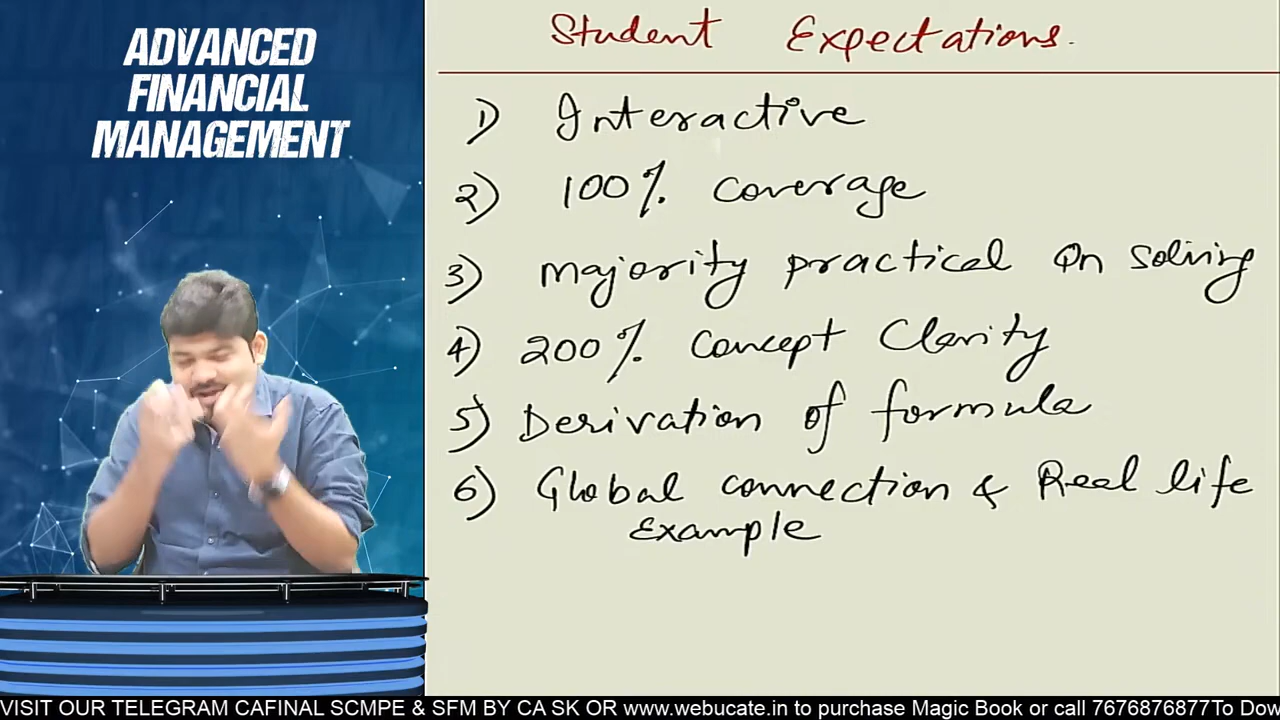 ADVANCED
FINANCIAL
MANAGEMENT
Student Expectations.
1) Interactive
2) 100% Coverage
3) Majority practical Qn Solving
4) 200% Concept Clarity
5) Derivation of formula
6) Global connection & Real life
Example
VISIT OUR TELEGRAM CAFINAL SCMPE & SFM BY CA SK OR www.webucate.in to purchase Magic Book or call 7676876877To Dow